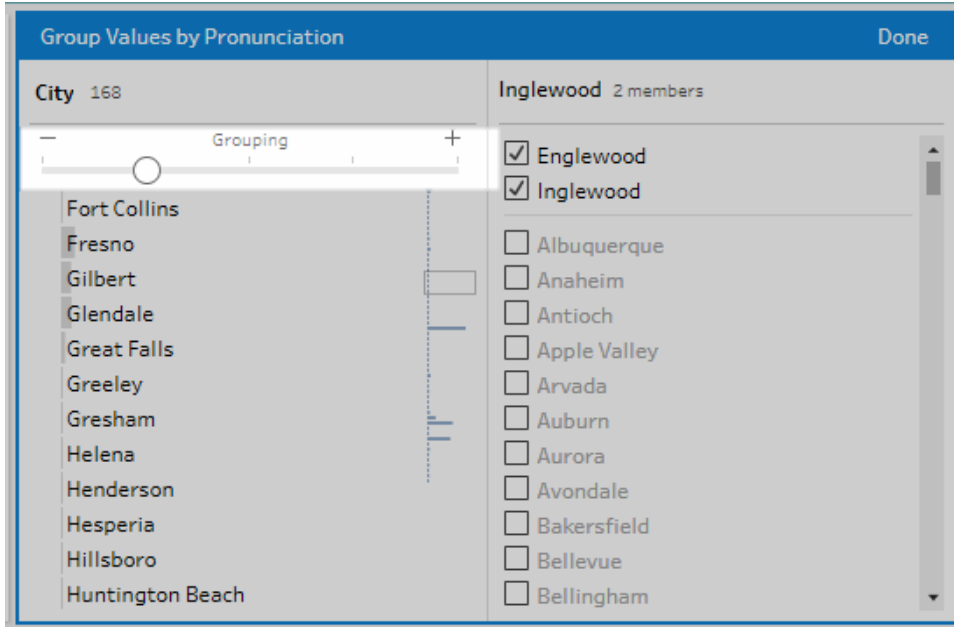 Group Values by Pronunciation Done
City 168
− Grouping +
Fort Collins
Fresno
Gilbert
Glendale
Great Falls
Greeley
Gresham
Helena
Henderson
Hesperia
Hillsboro
Huntington Beach
Inglewood 2 members
Englewood
Inglewood
Albuquerque
Anaheim
Antioch
Apple Valley
Arvada
Auburn
Aurora
Avondale
Bakersfield
Bellevue
Bellingham